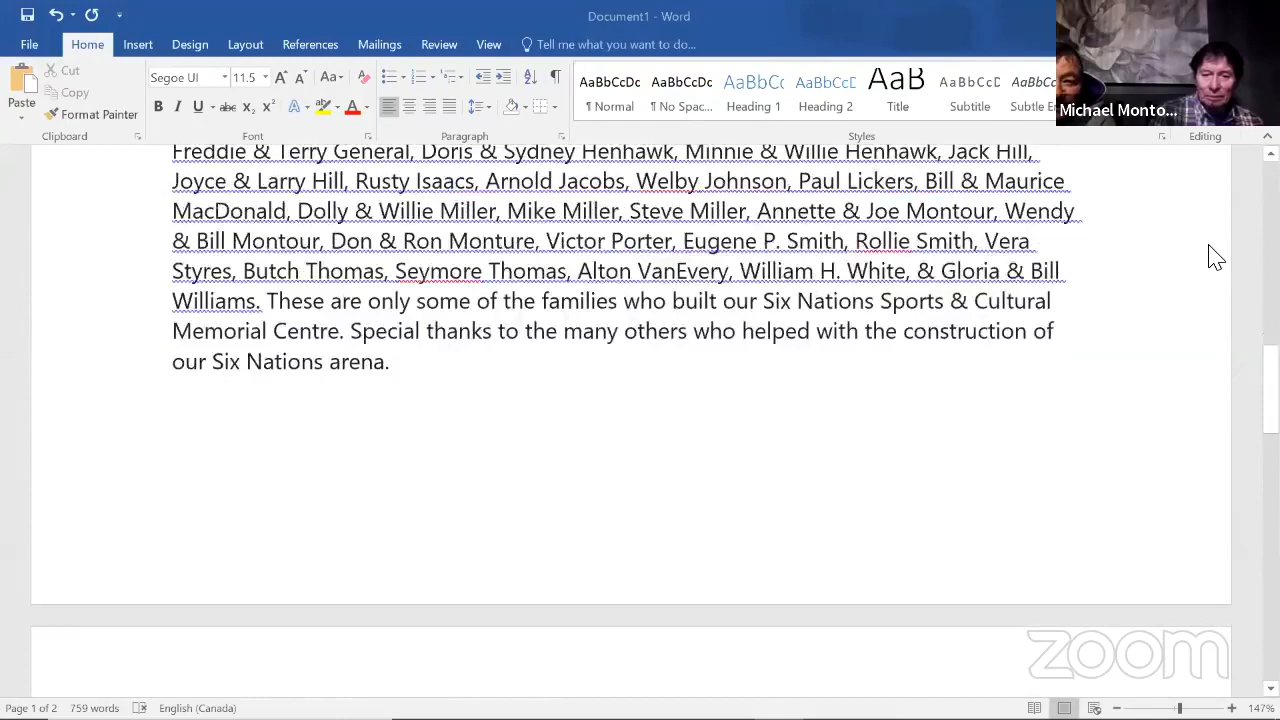 Document1 - Word
File Home Insert Design Layout References Mailings Review View Tell me what you want to do...
Paste Cut Copy Format Painter
Segoe UI 11.5
AaBbCcDc AaBbCcDc AaBbCc AaBbCcD AaB AaBbCcD
¶ Normal ¶ No Spac... Heading 1 Heading 2 Title Subtitle Subtle
Clipboard Font Paragraph Styles Editing
Michael Monto...
Freddie & Terry General, Doris & Sydney Henhawk, Minnie & Willie Henhawk, Jack Hill,
Joyce & Larry Hill, Rusty Isaacs, Arnold Jacobs, Welby Johnson, Paul Lickers, Bill & Maurice
MacDonald, Dolly & Willie Miller, Mike Miller, Steve Miller, Annette & Joe Montour, Wendy
& Bill Montour, Don & Ron Monture, Victor Porter, Eugene P. Smith, Rollie Smith, Vera
Styres, Butch Thomas, Seymore Thomas, Alton VanEvery, William H. White, & Gloria & Bill
Williams. These are only some of the families who built our Six Nations Sports & Cultural
Memorial Centre. Special thanks to the many others who helped with the construction of
our Six Nations arena.
zoom
Page 1 of 2 759 words English (Canada) 147%